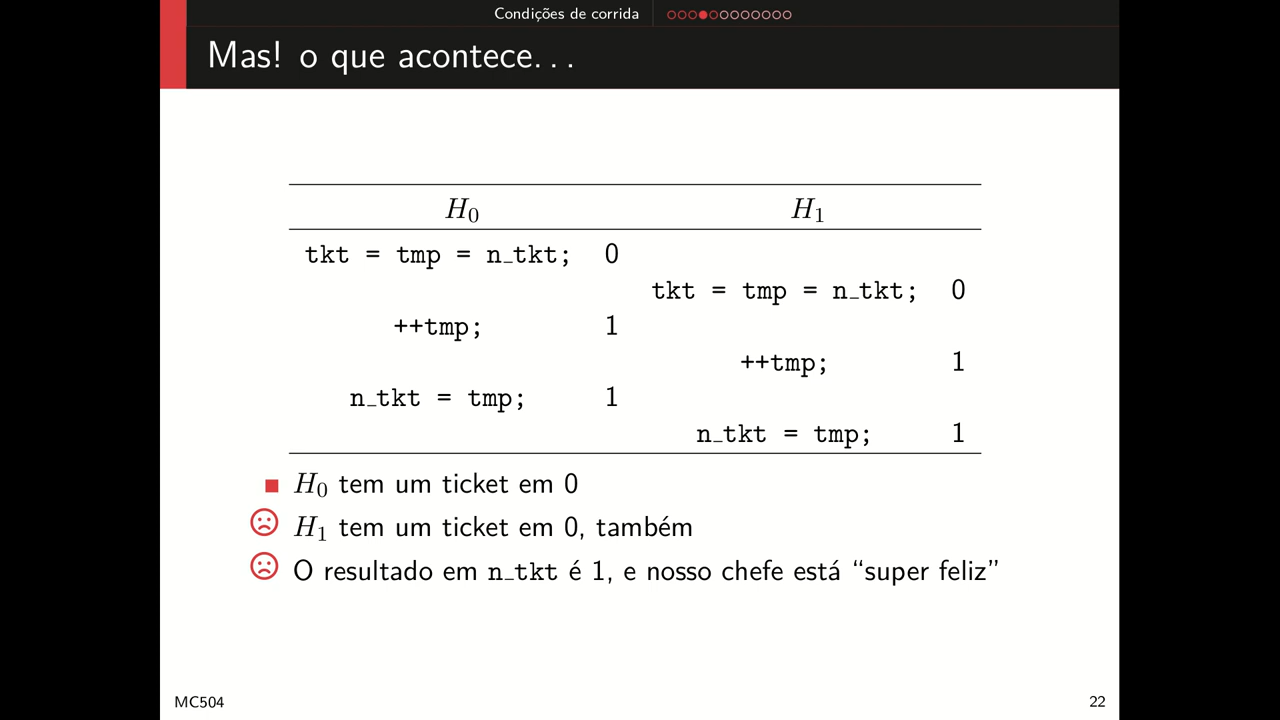 Condições de corrida
Mas! o que acontece...
H0 H1
tkt = tmp = n_tkt; 0
tkt = tmp = n_tkt; 0
++tmp; 1
++tmp; 1
n_tkt = tmp; 1
n_tkt = tmp; 1
H0 tem um ticket em 0
H1 tem um ticket em 0, também
O resultado em n_tkt é 1, e nosso chefe está “super feliz”
MC504 22